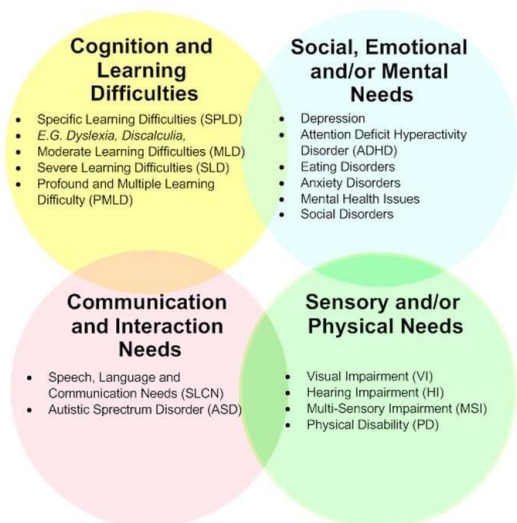 Cognition and
Learning
Difficulties
• Specific Learning Difficulties (SPLD)
• E.G. Dyslexia, Discalculia,
• Moderate Learning Difficulties (MLD)
• Severe Learning Difficulties (SLD)
• Profound and Multiple Learning
Difficulty (PMLD)
Social, Emotional
and/or Mental
Needs
• Depression
• Attention Deficit Hyperactivity
Disorder (ADHD)
• Eating Disorders
• Anxiety Disorders
• Mental Health Issues
• Social Disorders
Communication
and Interaction
Needs
• Speech, Language and
Communication Needs (SLCN)
• Autistic Sprectrum Disorder (ASD)
Sensory and/or
Physical Needs
• Visual Impairment (VI)
• Hearing Impairment (HI)
• Multi-Sensory Impairment (MSI)
• Physical Disability (PD)